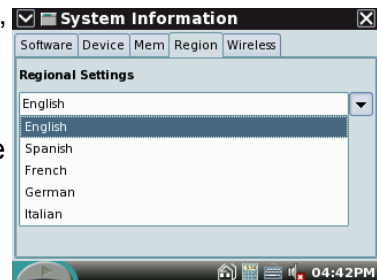 System Information
Software Device Mem Region Wireless
Regional Settings
English
English
Spanish
French
German
Italian
04:42PM